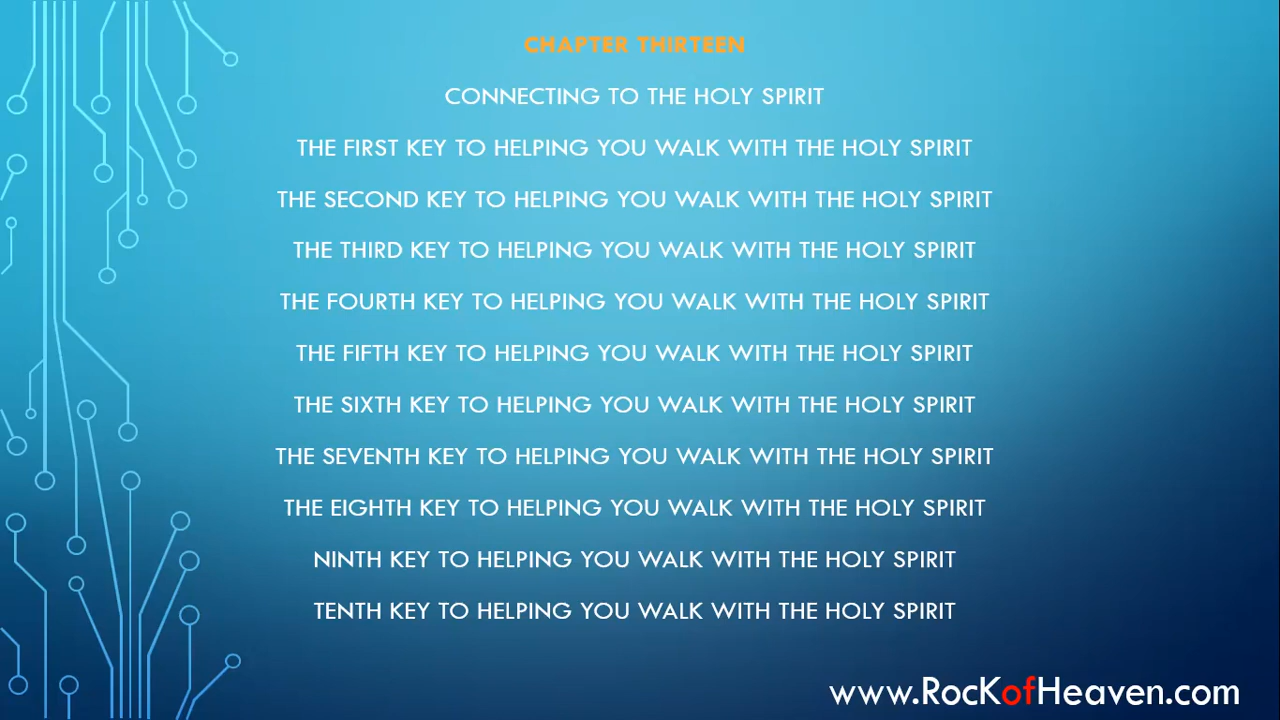 CHAPTER THIRTEEN
CONNECTING TO THE HOLY SPIRIT
THE FIRST KEY TO HELPING YOU WALK WITH THE HOLY SPIRIT
THE SECOND KEY TO HELPING YOU WALK WITH THE HOLY SPIRIT
THE THIRD KEY TO HELPING YOU WALK WITH THE HOLY SPIRIT
THE FOURTH KEY TO HELPING YOU WALK WITH THE HOLY SPIRIT
THE FIFTH KEY TO HELPING YOU WALK WITH THE HOLY SPIRIT
THE SIXTH KEY TO HELPING YOU WALK WITH THE HOLY SPIRIT
THE SEVENTH KEY TO HELPING YOU WALK WITH THE HOLY SPIRIT
THE EIGHTH KEY TO HELPING YOU WALK WITH THE HOLY SPIRIT
NINTH KEY TO HELPING YOU WALK WITH THE HOLY SPIRIT
TENTH KEY TO HELPING YOU WALK WITH THE HOLY SPIRIT
www.RocKofHeaven.com